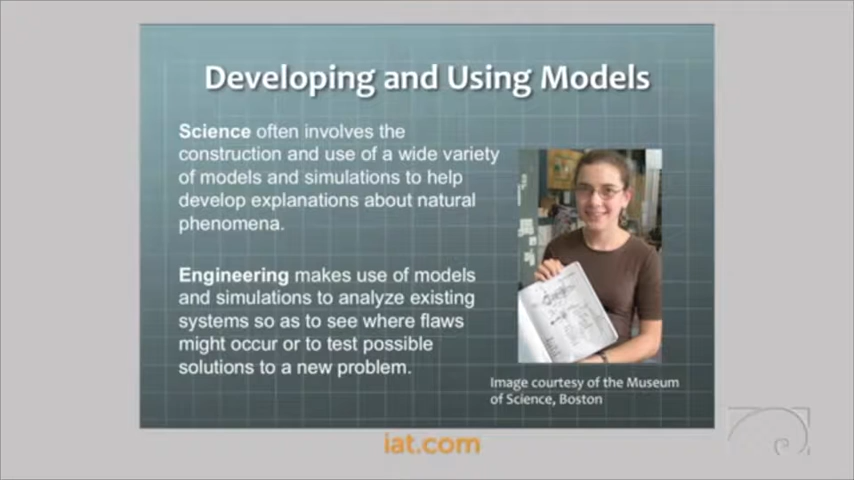 Developing and Using Models
Science often involves the
construction and use of a wide variety
of models and simulations to help
develop explanations about natural
phenomena.
Engineering makes use of models
and simulations to analyze existing
systems so as to see where flaws
might occur or to test possible
solutions to a new problem.
Image courtesy of the Museum
of Science, Boston
iat.com